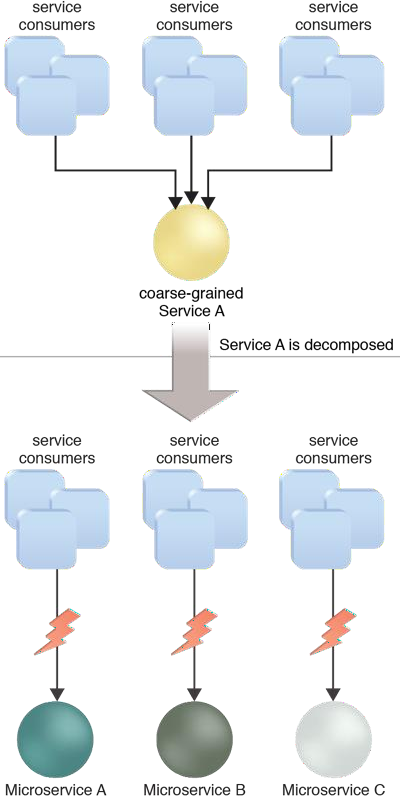 service
consumers
service
consumers
service
consumers
coarse-grained
Service A
Service A is decomposed
service
consumers
service
consumers
service
consumers
Microservice A
Microservice B
Microservice C